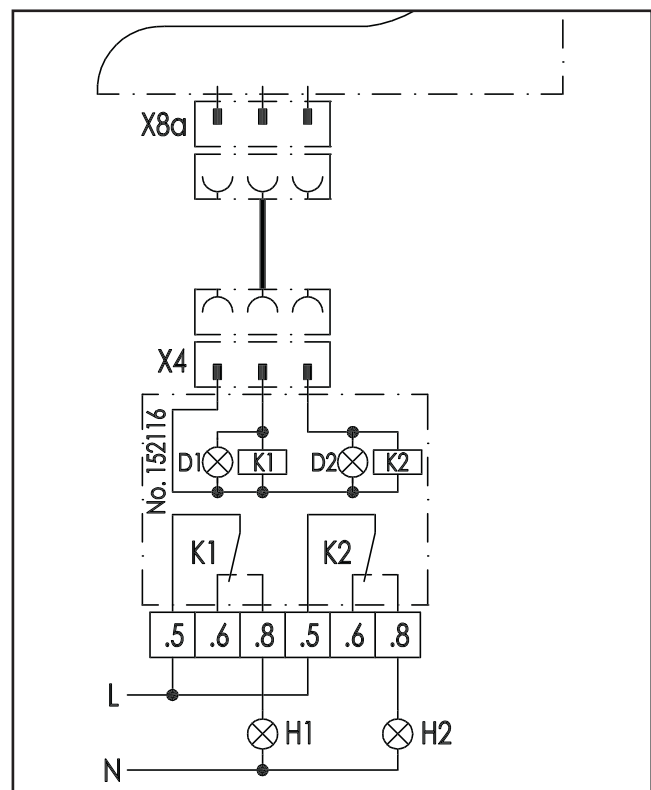 X8a
X4
No. 152116
D1 K1 D2 K2
K1 K2
.5 .6 .8 .5 .6 .8
L
H1 H2
N